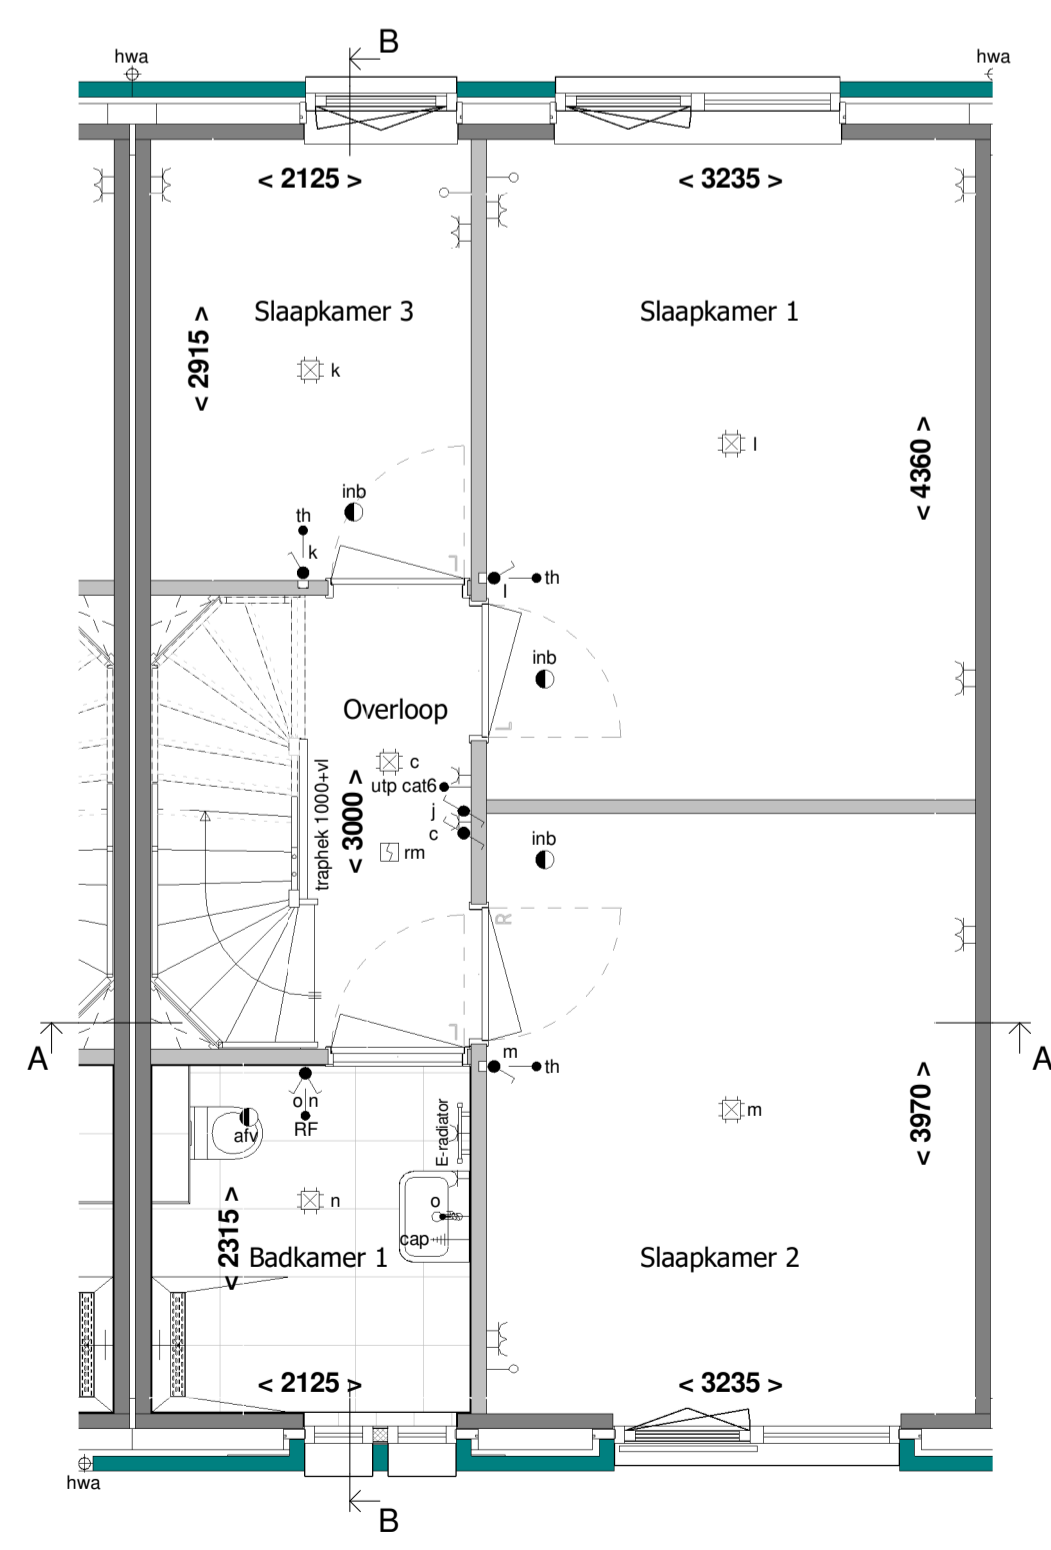 B
hwa
hwa
< 2125 >
< 3235 >
Slaapkamer 3
Slaapkamer 1
< 2915 >
k
l
< 4360 >
inb
th
k
th
l
inb
L
L
Overloop
c
utp cat6
j
c
traphek 1000+vl
< 3000 >
rm
inb
R
L
A
A
m
th
o n
RF
afv
E-radiator
m
< 3970 >
n
o
cap
< 2315 >
Badkamer 1
Slaapkamer 2
< 2125 >
< 3235 >
hwa
B